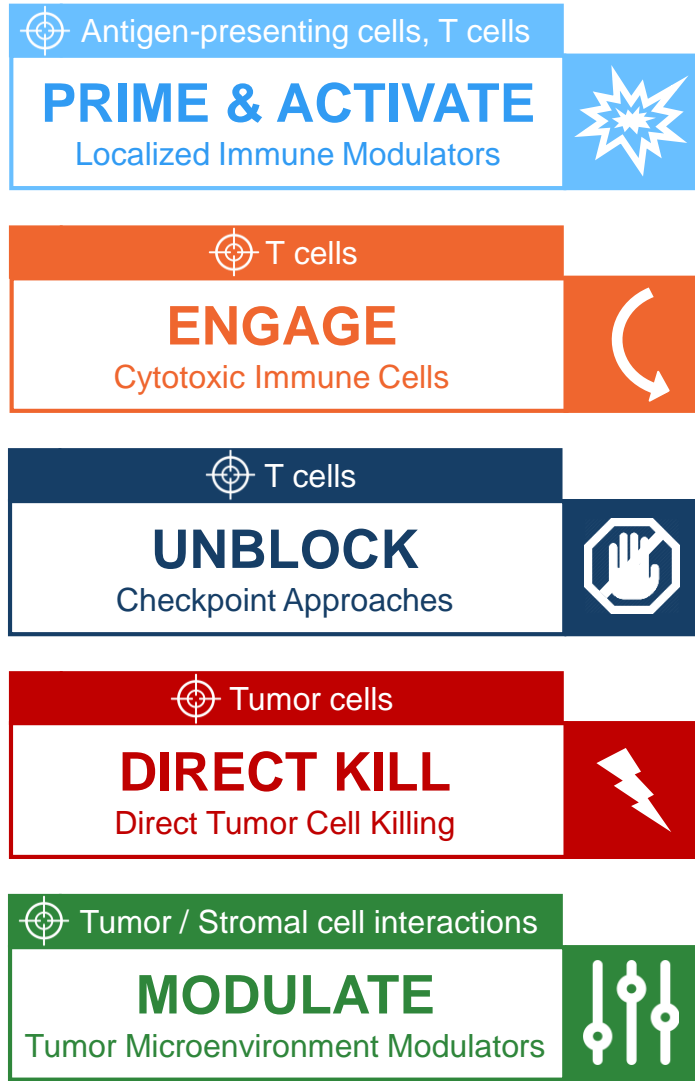 Antigen-presenting cells, T cells
PRIME & ACTIVATE
Localized Immune Modulators
T cells
ENGAGE
Cytotoxic Immune Cells
T cells
UNBLOCK
Checkpoint Approaches
Tumor cells
DIRECT KILL
Direct Tumor Cell Killing
Tumor / Stromal cell interactions
MODULATE
Tumor Microenvironment Modulators